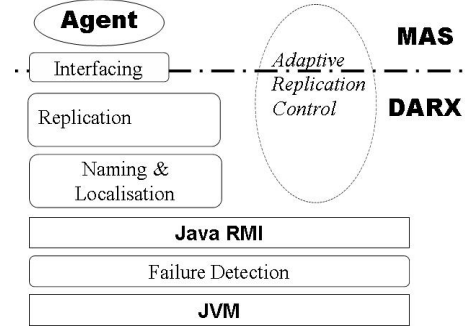 Agent
MAS
Interfacing
Adaptive
Replication
Control
DARX
Replication
Naming &
Localisation
Java RMI
Failure Detection
JVM